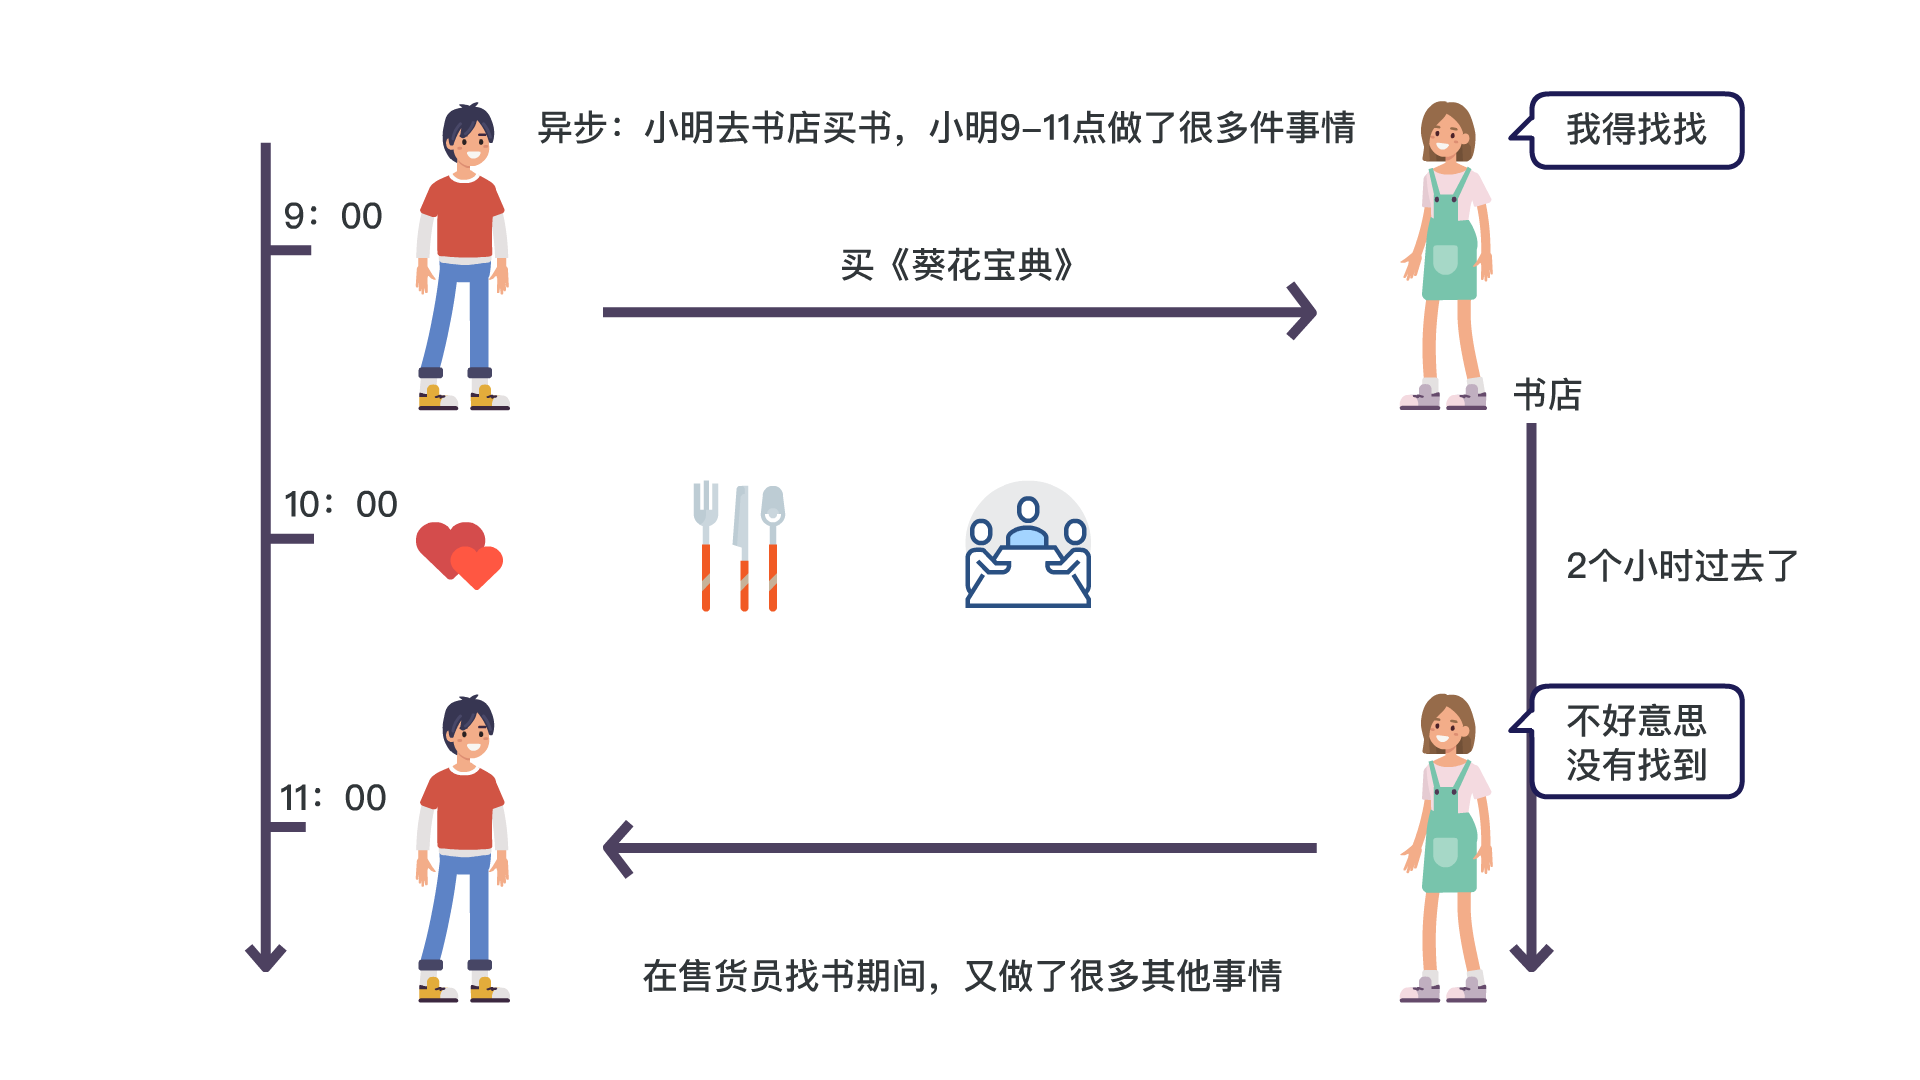 异步：小明去书店买书，小明9-11点做了很多件事情
我得找找
9：00
买《葵花宝典》
书店
10：00
2个小时过去了
不好意思
没有找到
11：00
在售货员找书期间，又做了很多其他事情